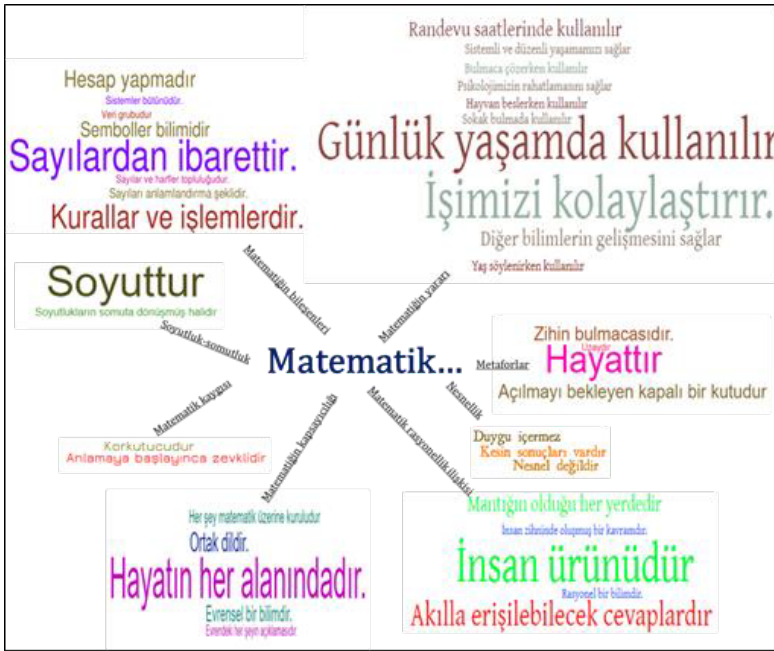 Hesap yapmadır
Sistemler bütünüdür.
Veri grubudur
Semboller bilimidir
Sayılardan ibarettir.
Sayılar ve harfler topluluğudur.
Sayıları anlamlandırma şeklidir.
Kurallar ve işlemlerdir.
Randevu saatlerinde kullanılır
Sistemli ve düzenli yaşamamızı sağlar
Bulmaca çözerken kullanılır
Psikolojimizin rahatlamasını sağlar
Hayvan beslerken kullanılır
Sokak bulmada kullanılır
Günlük yaşamda kullanılır
İşimizi kolaylaştırır.
Diğer bilimlerin gelişmesini sağlar
Yaş söylenirken kullanılır
Soyuttur
Soyutlukların somuta dönüşmüş halidir
Matematiğin bileşenleri
Matematiğin yararı
Soyutluk-somutluk
Matematik...
Metaforlar
Zihin bulmacasıdır.
Uzaydır
Hayattır
Açılmayı bekleyen kapalı bir kutudur
Matematik kaygısı
Matematiğin kapsayıcılığı
Matematik rasyonellik ilişkisi
Nesnellik
Korkutucudur
Anlamaya başlayınca zevklidir
Duygu içermez
Kesin sonuçları vardır
Nesnel değildir
Her şey matematik üzerine kuruludur
Ortak dildir.
Hayatın her alanındadır.
Evrensel bir bilimdir.
Evrendeki her şeyin açıklamasıdır
Mantığın olduğu her yerdedir
İnsan zihninde oluşmuş bir kavramdır.
İnsan ürünüdür
Rasyonel bir bilimdir.
Akılla erişilebilecek cevaplardır